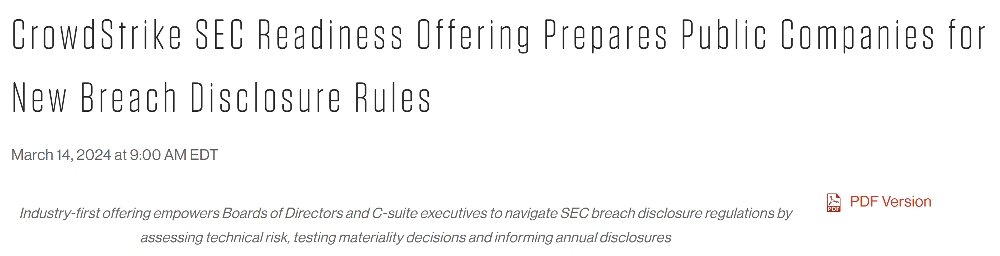 CrowdStrike SEC Readiness Offering Prepares Public Companies for
New Breach Disclosure Rules
March 14, 2024 at 9:00 AM EDT
PDF
PDF Version
Industry-first offering empowers Boards of Directors and C-suite executives to navigate SEC breach disclosure regulations by
assessing technical risk, testing materiality decisions and informing annual disclosures